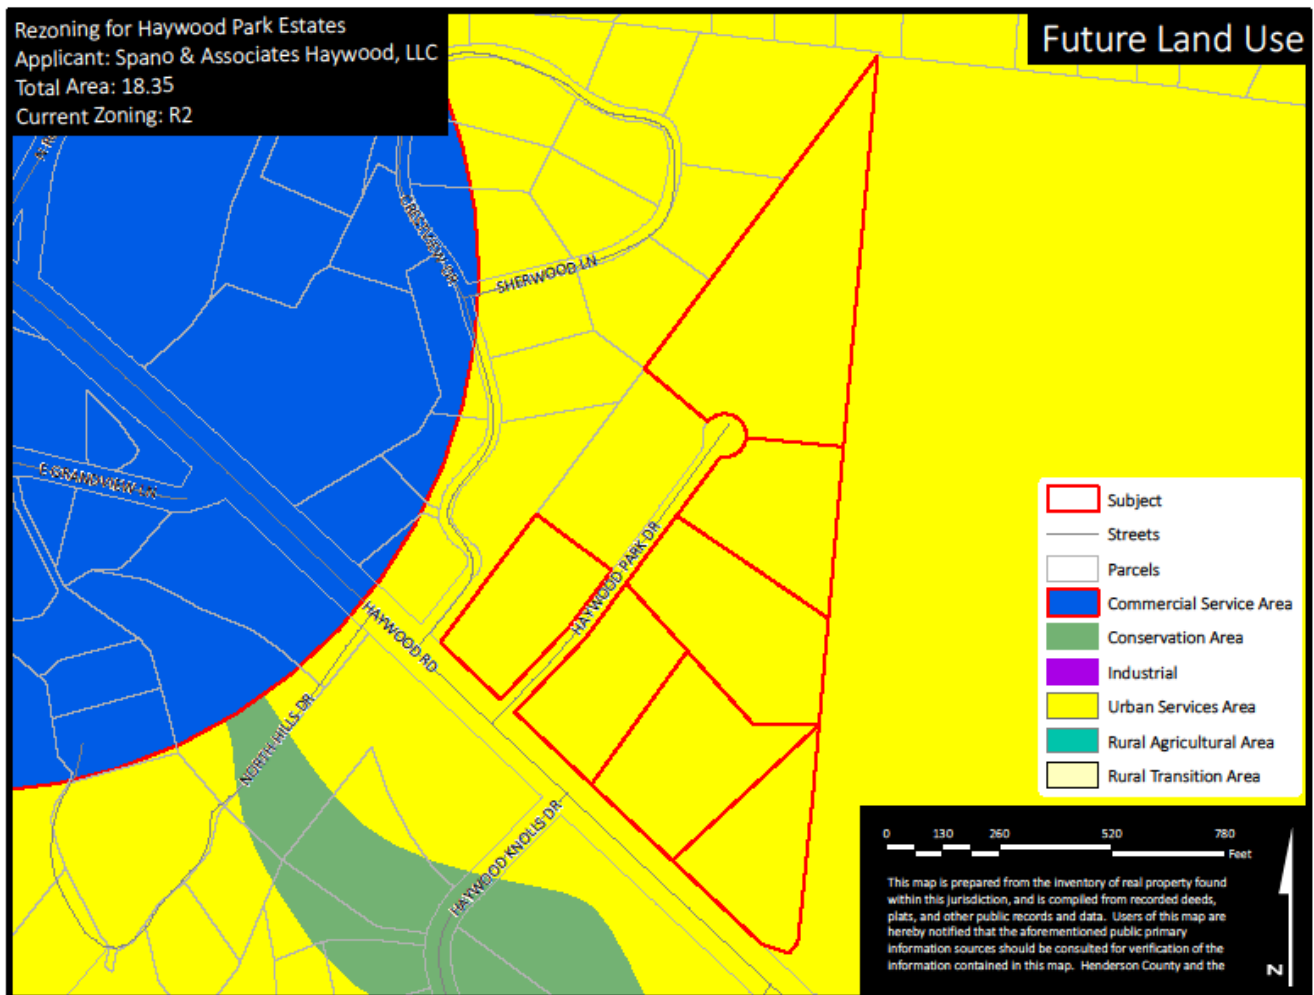 Rezoning for Haywood Park Estates
Applicant: Spano & Associates Haywood, LLC
Total Area: 18.35
Current Zoning: R2
Future Land Use
SHERWOOD LN
E GRANDVIEW LN
HAYWOOD PARK DR
HAYWOOD RD
NORTH HILLS DR
HAYWOOD KNOLLS DR
Subject
Streets
Parcels
Commercial Service Area
Conservation Area
Industrial
Urban Services Area
Rural Agricultural Area
Rural Transition Area
0 130 260 520 780
Feet
This map is prepared from the inventory of real property found
within this jurisdiction, and is compiled from recorded deeds,
plats, and other public records and data. Users of this map are
hereby notified that the aforementioned public primary
information sources should be consulted for verification of the
information contained in this map. Henderson County and the
N